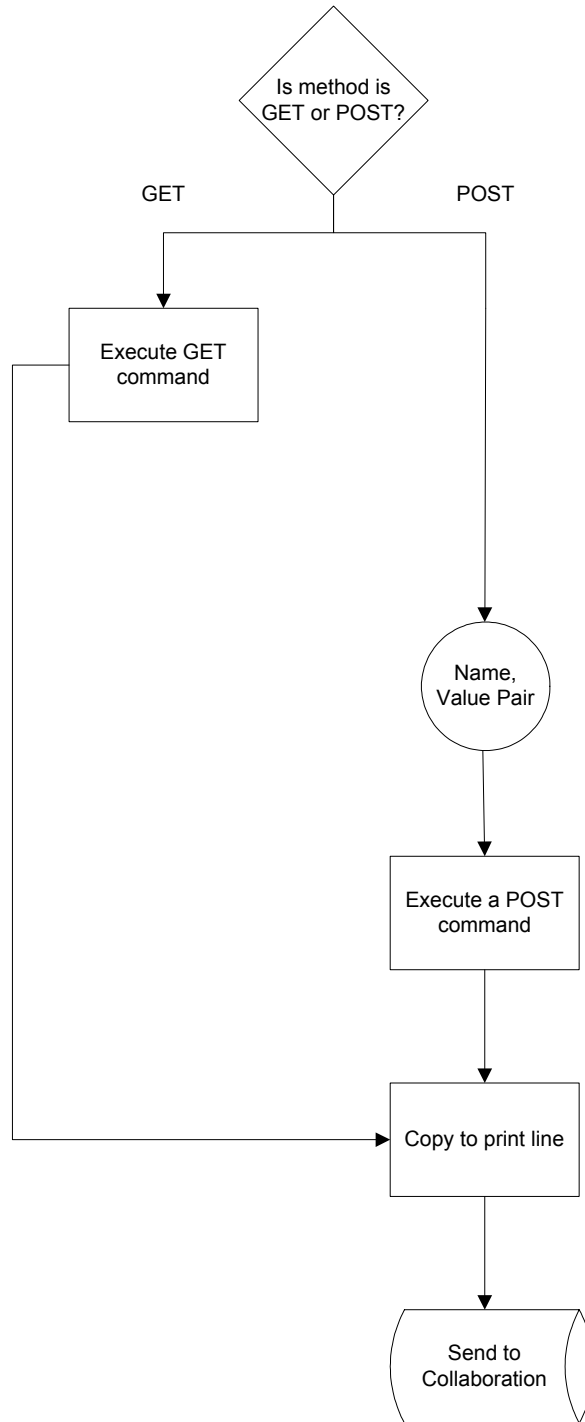 Is method is
GET or POST?
GET
POST
Execute GET
command
Name,
Value Pair
Execute a POST
command
Copy to print line
Send to
Collaboration